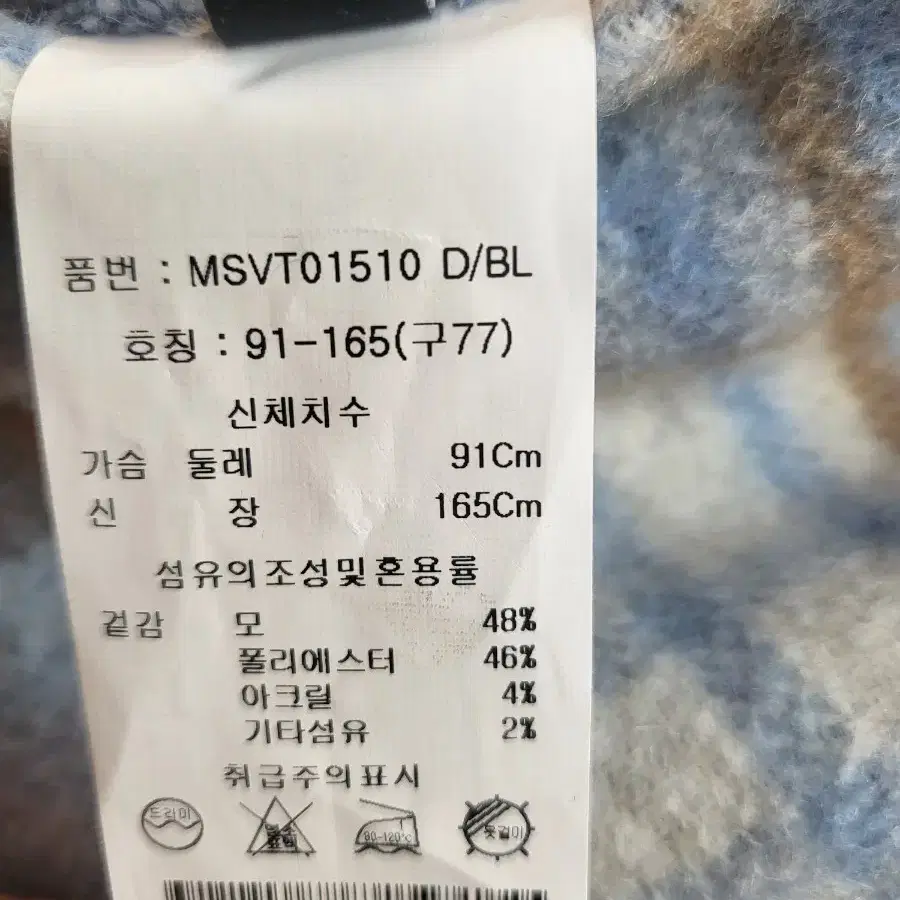 품번 : MSVT01510 D/BL
호칭 : 91-165(구77)
신체치수
가슴 둘레 91Cm
신 장 165Cm
섬유의조성및혼용률
겉감 모 48%
폴리에스터 46%
아크릴 4%
기타섬유 2%
취급주의표시
드라이 80-120℃ 옷걸이